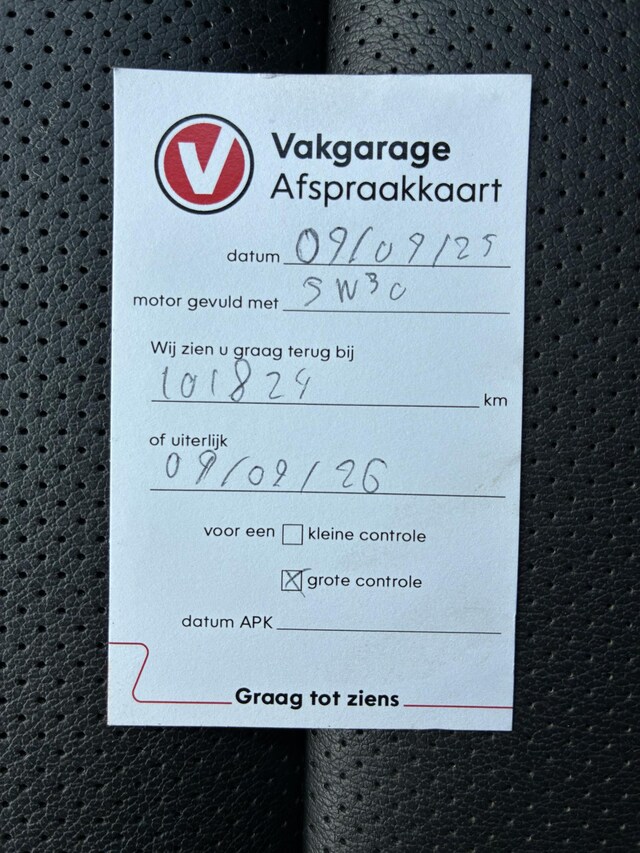 V
Vakgarage
Afspraakkaart
datum 09/09/25
motor gevuld met 5W30
Wij zien u graag terug bij
101824 km
of uiterlijk
09/09/26
voor een kleine controle
grote controle
datum APK
Graag tot ziens